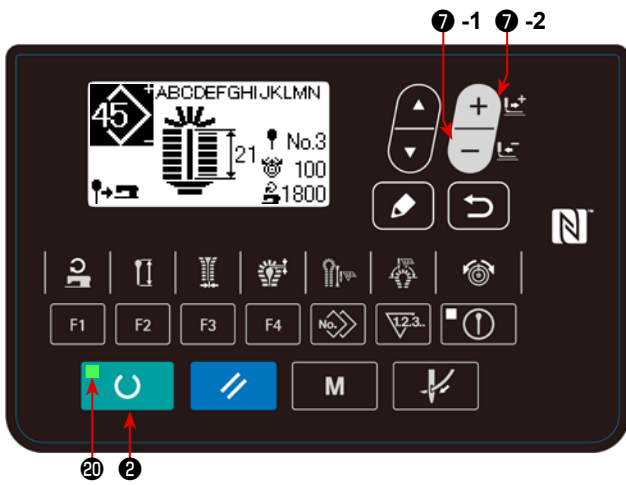 ❼ -1 ❼ -2
45
ABCDEFGHIJKLMN
21
No.3
100
1800
+
−
F1
F2
F3
F4
No.
1.2.3..
N
M
⓴ ❷